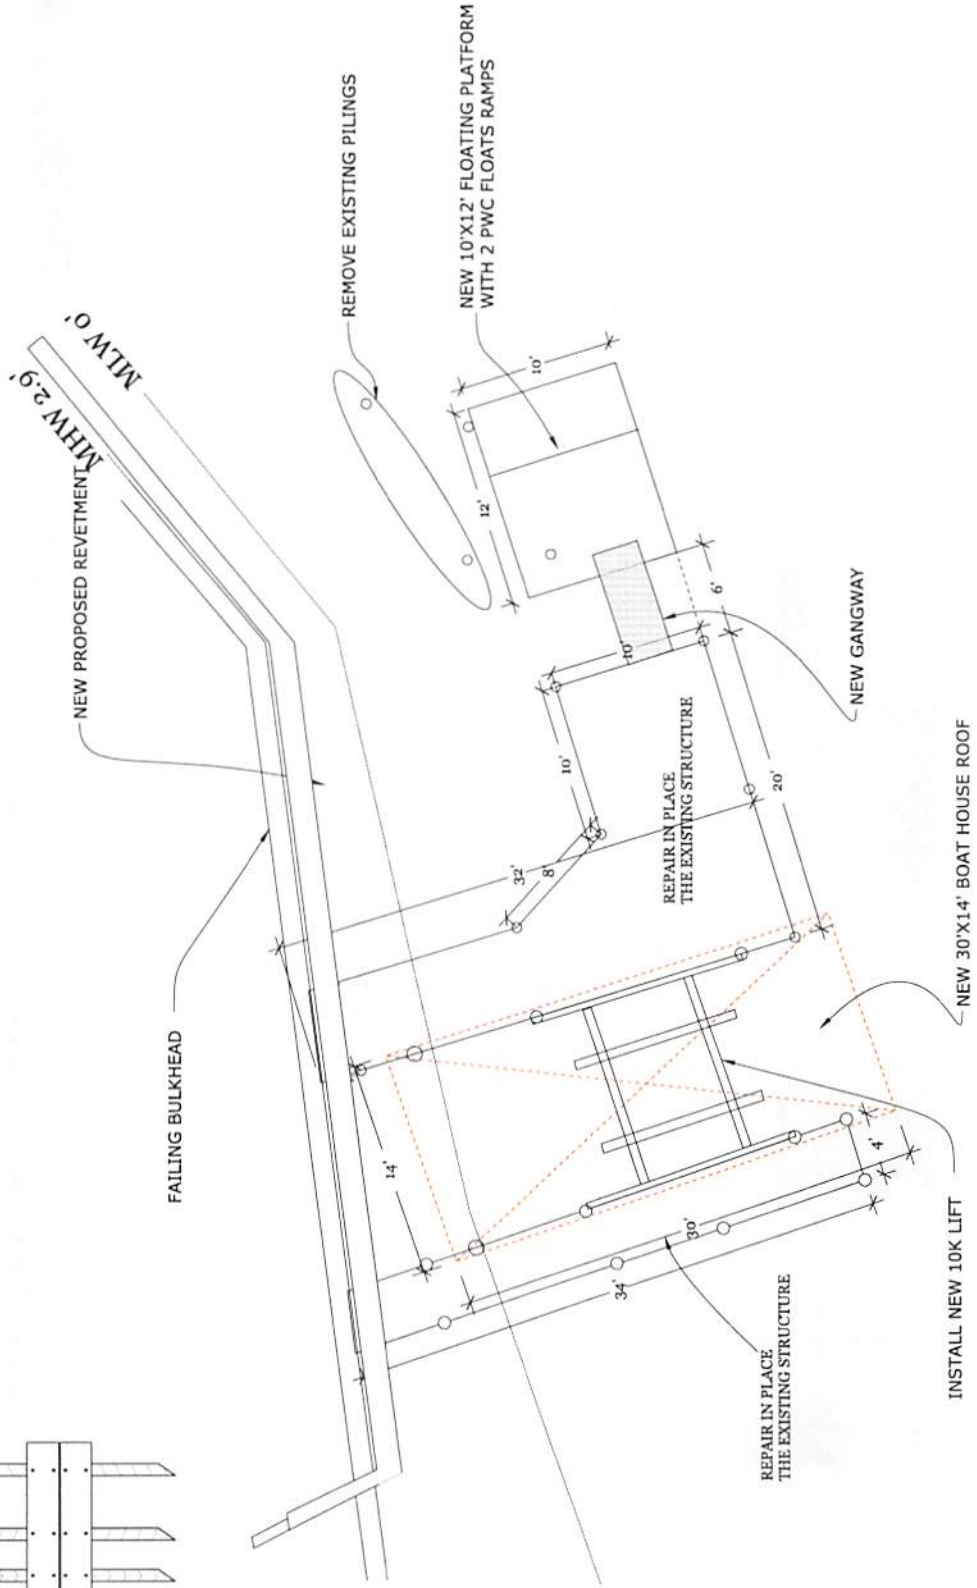 MHW 2.9'
MLW 0'
NEW PROPOSED REVETMENT
REMOVE EXISTING PILINGS
NEW 10'X12' FLOATING PLATFORM
WITH 2 PWC FLOATS RAMPS
10'
12'
6'
10'
NEW GANGWAY
10'
20'
REPAIR IN PLACE
THE EXISTING STRUCTURE
32'
8'
FAILING BULKHEAD
14'
NEW 30'X14' BOAT HOUSE ROOF
4'
30'
34'
INSTALL NEW 10K LIFT
REPAIR IN PLACE
THE EXISTING STRUCTURE